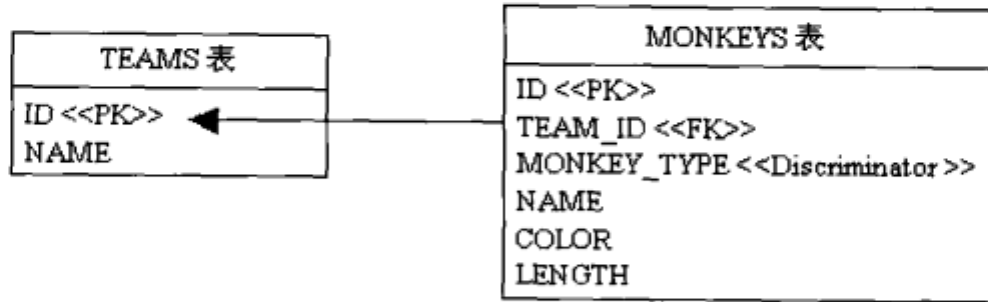 TEAMS 表
ID <<PK>>
NAME
MONKEYS 表
ID <<PK>>
TEAM_ID <<FK>>
MONKEY_TYPE <<Discriminator>>
NAME
COLOR
LENGTH